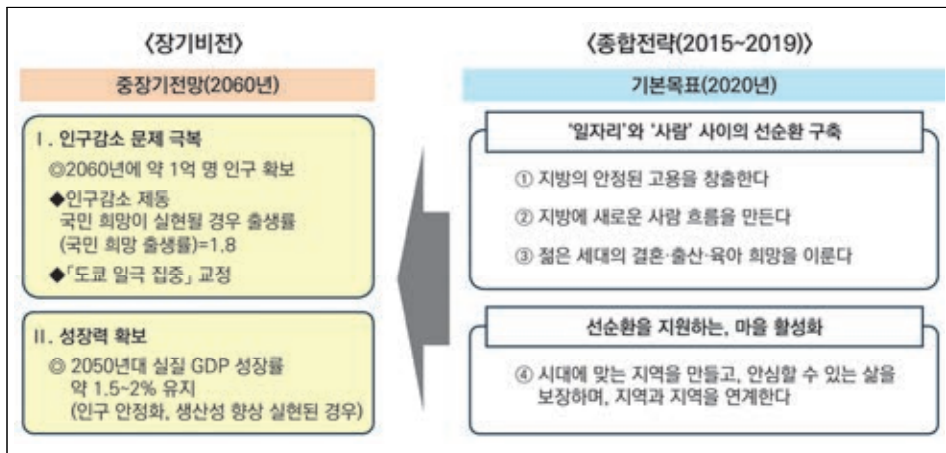 〈장기비전〉
중장기전망(2060년)
Ⅰ. 인구감소 문제 극복
◎2060년에 약 1억 명 인구 확보
◆인구감소 제동
국민 희망이 실현될 경우 출생률
(국민 희망 출생률)=1.8
◆「도쿄 일극 집중」 교정
Ⅱ. 성장력 확보
◎ 2050년대 실질 GDP 성장률
약 1.5~2% 유지
(인구 안정화, 생산성 향상 실현된 경우)
〈종합전략(2015~2019)〉
기본목표(2020년)
‘일자리’와 ‘사람’ 사이의 선순환 구축
① 지방의 안정된 고용을 창출한다
② 지방에 새로운 사람 흐름을 만든다
③ 젊은 세대의 결혼·출산·육아 희망을 이룬다
선순환을 지원하는, 마을 활성화
④ 시대에 맞는 지역을 만들고, 안심할 수 있는 삶을
보장하며, 지역과 지역을 연계한다